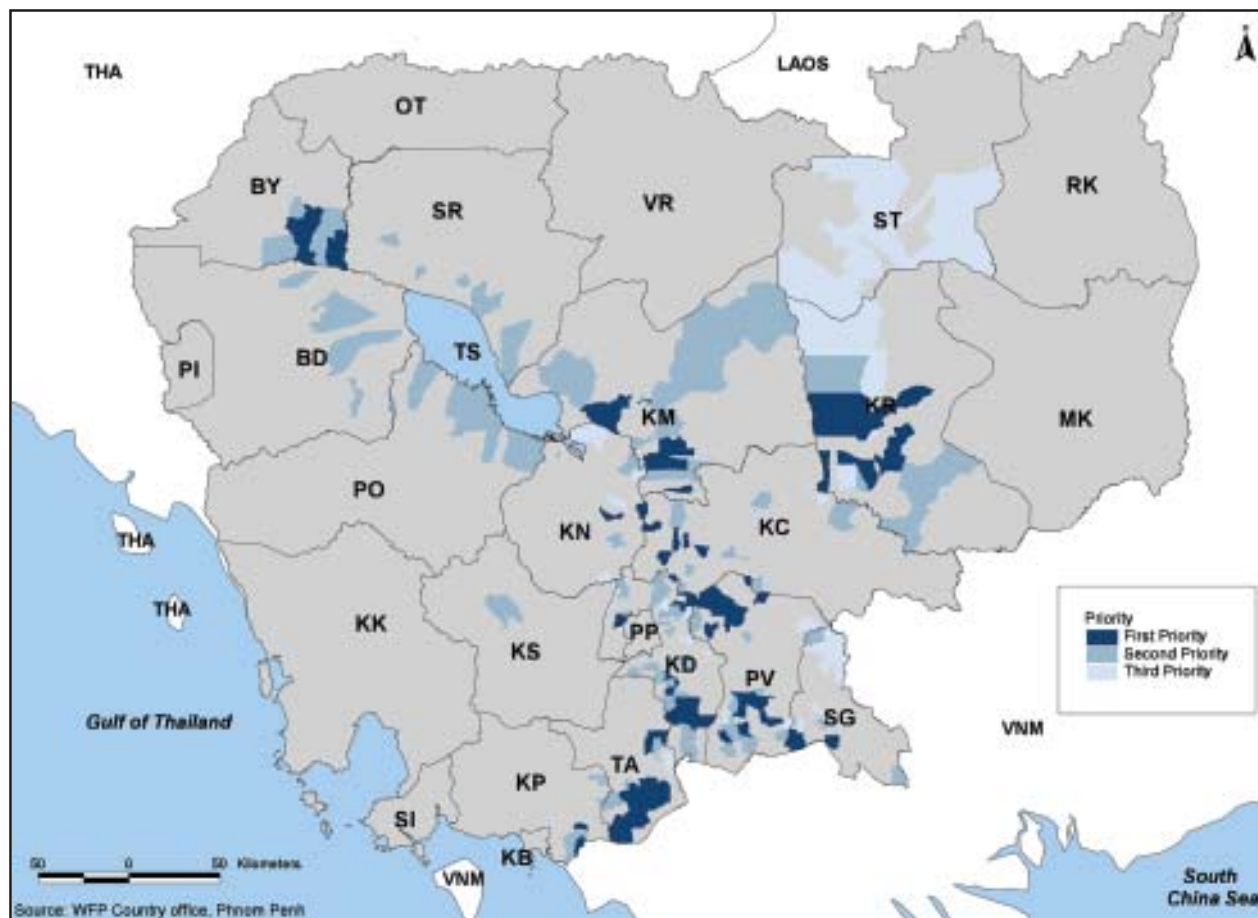 THA
LAOS
OT
BY
SR
VR
RK
ST
PI
BD
TS
KM
KR
MK
PO
KN
KC
THA
THA
KK
KS
PP
KD
PV
SG
TA
KP
SI
KB
VNM
VNM
Gulf of Thailand
South
China Sea
Priority
First Priority
Second Priority
Third Priority
50 0 50 Kilometers
Source: WFP Country office, Phnom Penh